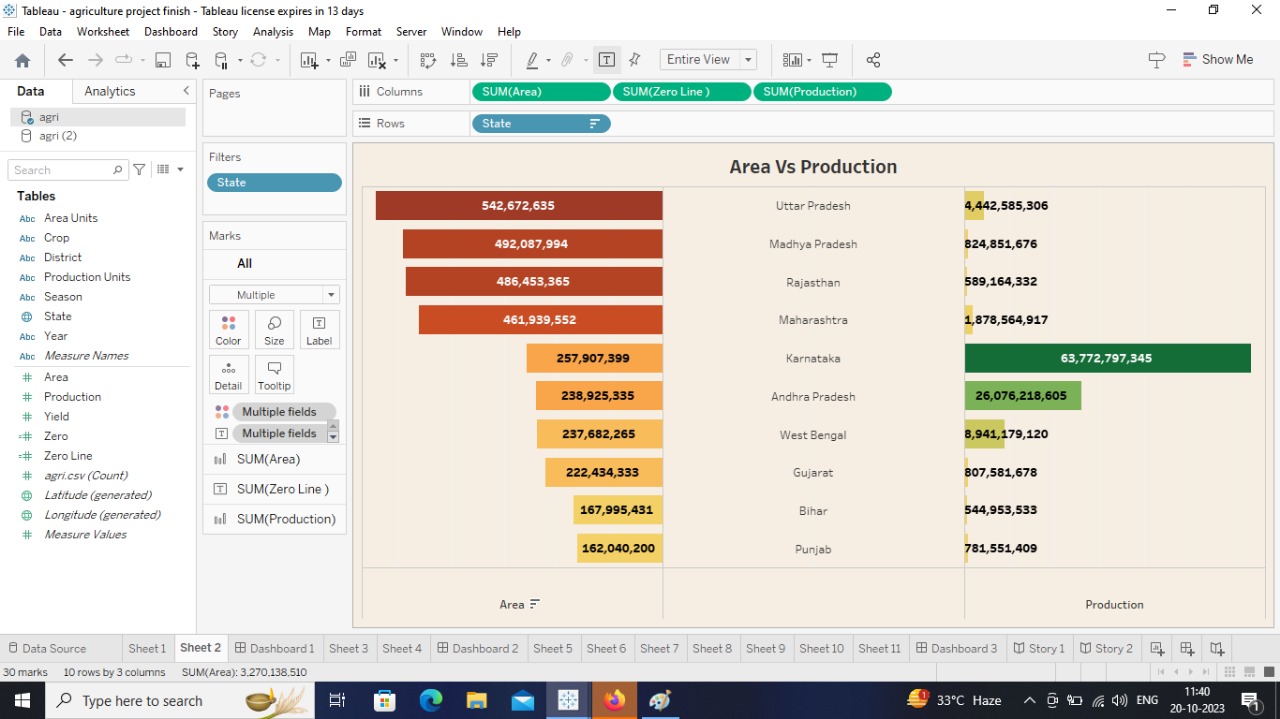 Tableau - agriculture project finish - Tableau license expires in 13 days
File Data Worksheet Dashboard Story Analysis Map Format Server Window Help
Entire View
Show Me
Data Analytics
agri
agri (2)
Search
Tables
Abc Area Units
Abc Crop
Abc District
Abc Production Units
Abc Season
State
Abc Year
Abc Measure Names
# Area
# Production
# Yield
=# Zero
=# Zero Line
# agri.csv (Count)
Latitude (generated)
Longitude (generated)
# Measure Values
Pages
Filters
State
Marks
All
Multiple
Color Size Label
Detail Tooltip
Multiple fields
Multiple fields
SUM(Area)
SUM(Zero Line )
SUM(Production)
Columns SUM(Area) SUM(Zero Line ) SUM(Production)
Rows State
Area Vs Production
542,672,635 Uttar Pradesh 4,442,585,306
492,087,994 Madhya Pradesh 824,851,676
486,453,365 Rajasthan 589,164,332
461,939,552 Maharashtra 1,878,564,917
257,907,399 Karnataka 63,772,797,345
238,925,335 Andhra Pradesh 26,076,218,605
237,682,265 West Bengal 8,941,179,120
222,434,333 Gujarat 807,581,678
167,995,431 Bihar 544,953,533
162,040,200 Punjab 781,551,409
Area Production
Data Source Sheet 1 Sheet 2 Dashboard 1 Sheet 3 Sheet 4 Dashboard 2 Sheet 5 Sheet 6 Sheet 7 Sheet 8 Sheet 9 Sheet 10 Sheet 11 Dashboard 3 Story 1 Story 2
30 marks 10 rows by 3 columns SUM(Area): 3,270,138,510
Type here to search
1
33°C Haze
ENG
11:40
20-10-2023
1